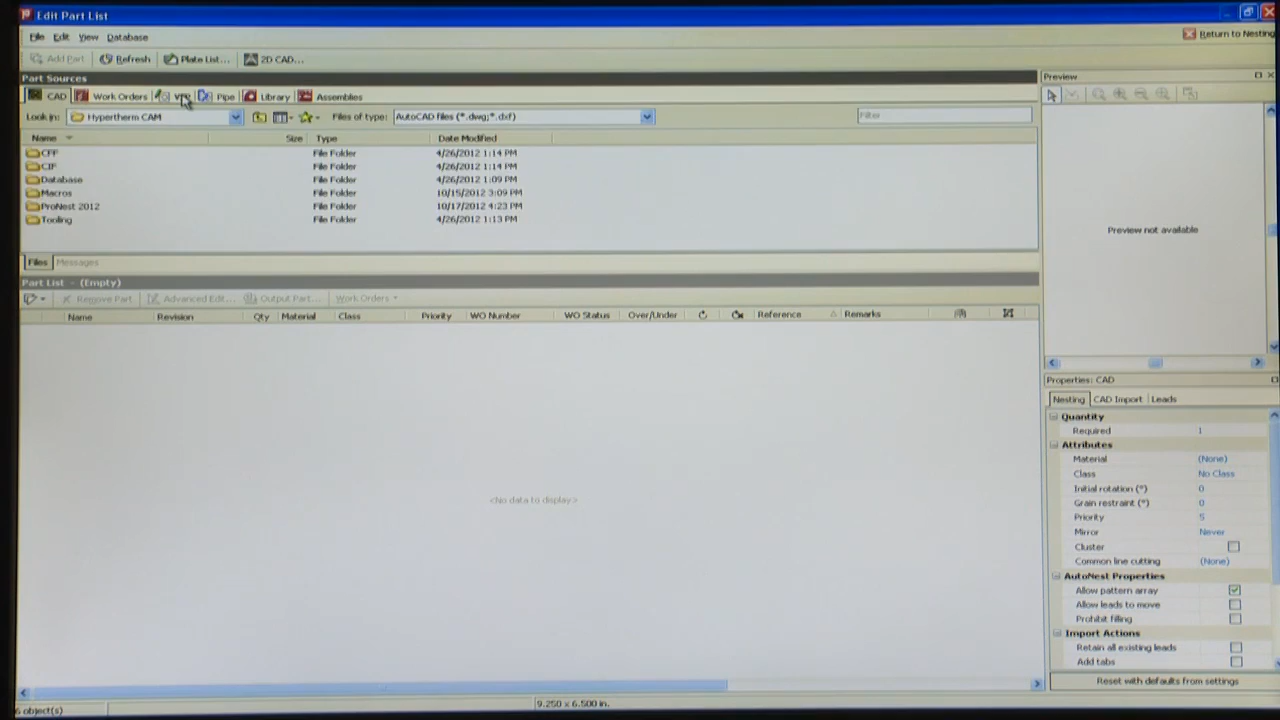 Edit Part List
File Edit View Database
Return to Nesting
Add Part Refresh Plate List... 2D CAD...
Part Sources
Preview
CAD Work Orders VSP Pipe Library Assemblies
Look in: Hypertherm CAM Files of type: AutoCAD files (*.dwg;*.dxf) Filter
Name Size Type Date Modified
CFF File Folder 4/26/2012 1:14 PM
CIF File Folder 4/26/2012 1:14 PM
Database File Folder 4/26/2012 1:09 PM
Macros File Folder 10/15/2012 3:09 PM
ProNest 2012 File Folder 10/17/2012 4:23 PM
Tooling File Folder 4/26/2012 1:13 PM
Preview not available
Files Messages
Part List - (Empty)
Remove Part Advanced Edit... Output Part... Work Orders
Name Revision Qty Material Class Priority WO Number WO Status Over/Under Reference Remarks
<No data to display>
Properties: CAD
Nesting CAD Import Leads
Quantity
Required 1
Attributes
Material (None)
Class No Class
Initial rotation (°) 0
Grain restraint (°) 0
Priority 5
Mirror Never
Cluster
Common line cutting (None)
AutoNest Properties
Allow pattern array
Allow leads to move
Prohibit filling
Import Actions
Retain all existing leads
Add tabs
Reset with defaults from settings
6 object(s)
9.250 x 6.500 in.